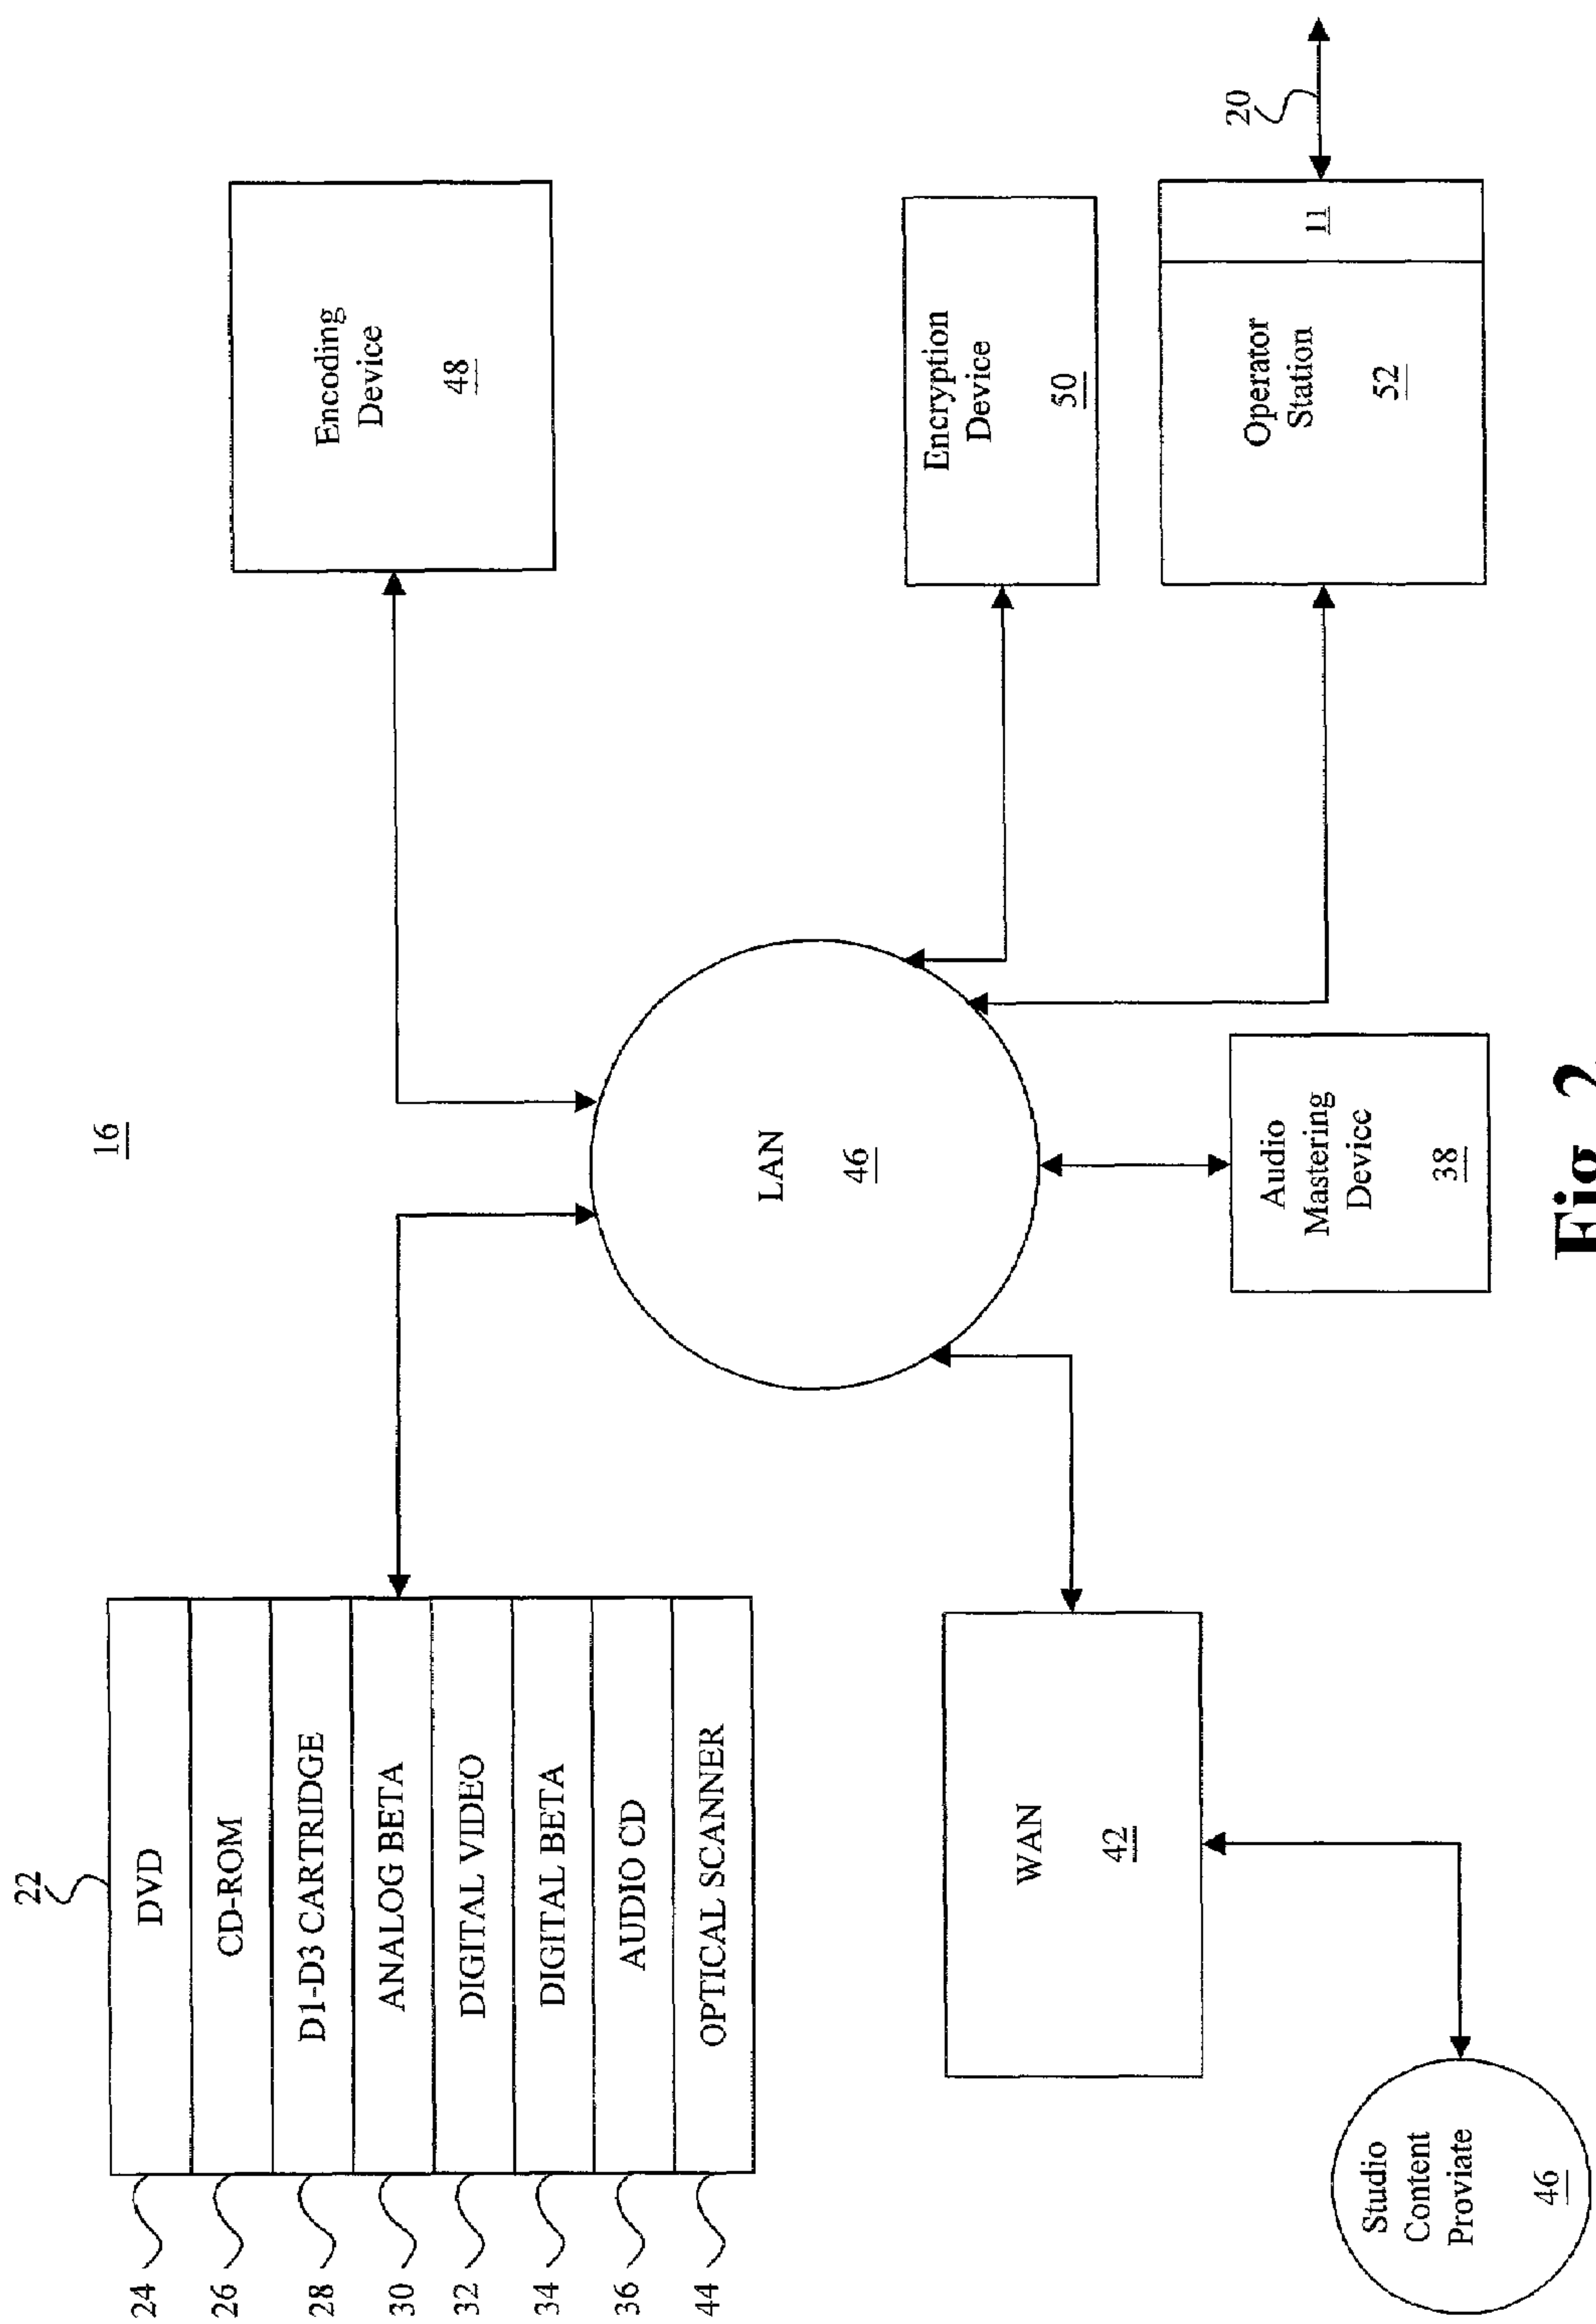 16
22
24
DVD
26
CD-ROM
28
D1-D3 CARTRIDGE
30
ANALOG BETA
32
DIGITAL VIDEO
34
DIGITAL BETA
36
AUDIO CD
44
OPTICAL SCANNER
Encoding
Device
48
LAN
46
Encryption
Device
50
WAN
42
Operator
Station
52
11
20
Audio
Mastering
Device
38
Studio
Content
Proviate
46
Fig. 2